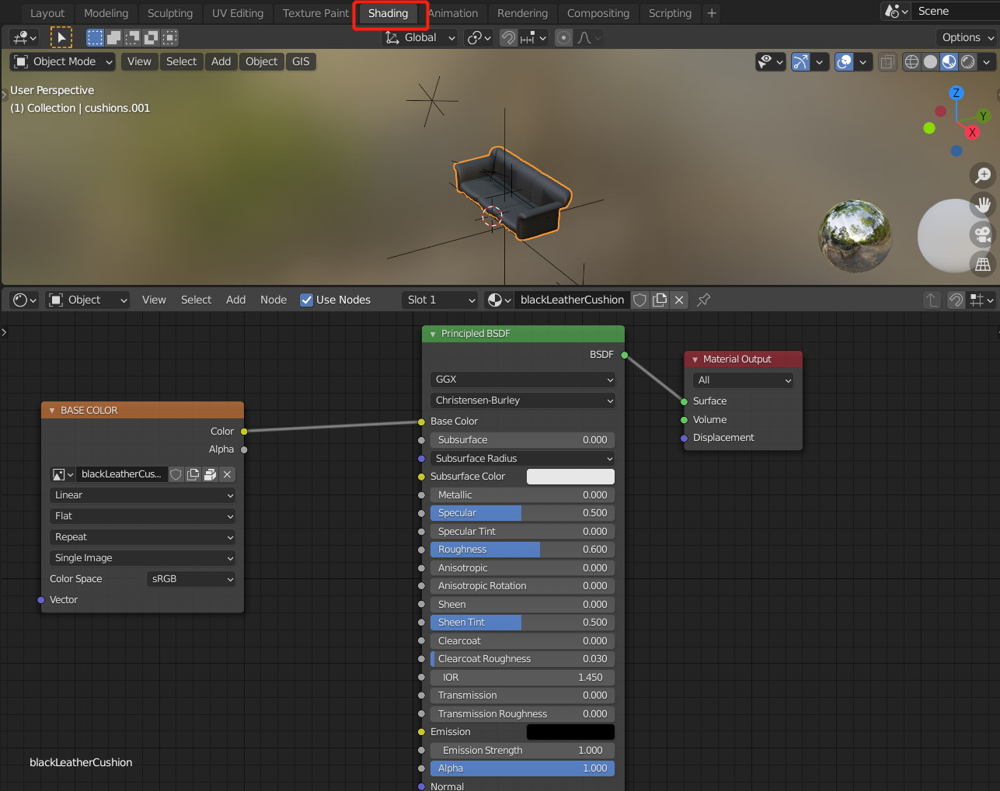 Layout Modeling Sculpting UV Editing Texture Paint Shading Animation Rendering Compositing Scripting + Scene
Global Options
Object Mode View Select Add Object GIS
User Perspective
(1) Collection | cushions.001
Z
Y
X
Object View Select Add Node Use Nodes Slot 1 blackLeatherCushion
Principled BSDF
BSDF
GGX
Christensen-Burley
Base Color
Subsurface 0.000
Subsurface Radius
Subsurface Color
Metallic 0.000
Specular 0.500
Specular Tint 0.000
Roughness 0.600
Anisotropic 0.000
Anisotropic Rotation 0.000
Sheen 0.000
Sheen Tint 0.500
Clearcoat 0.000
Clearcoat Roughness 0.030
IOR 1.450
Transmission 0.000
Transmission Roughness 0.000
Emission
Emission Strength 1.000
Alpha 1.000
Normal
Material Output
All
Surface
Volume
Displacement
BASE COLOR
Color
Alpha
blackLeatherCus...
Linear
Flat
Repeat
Single Image
Color Space sRGB
Vector
blackLeatherCushion